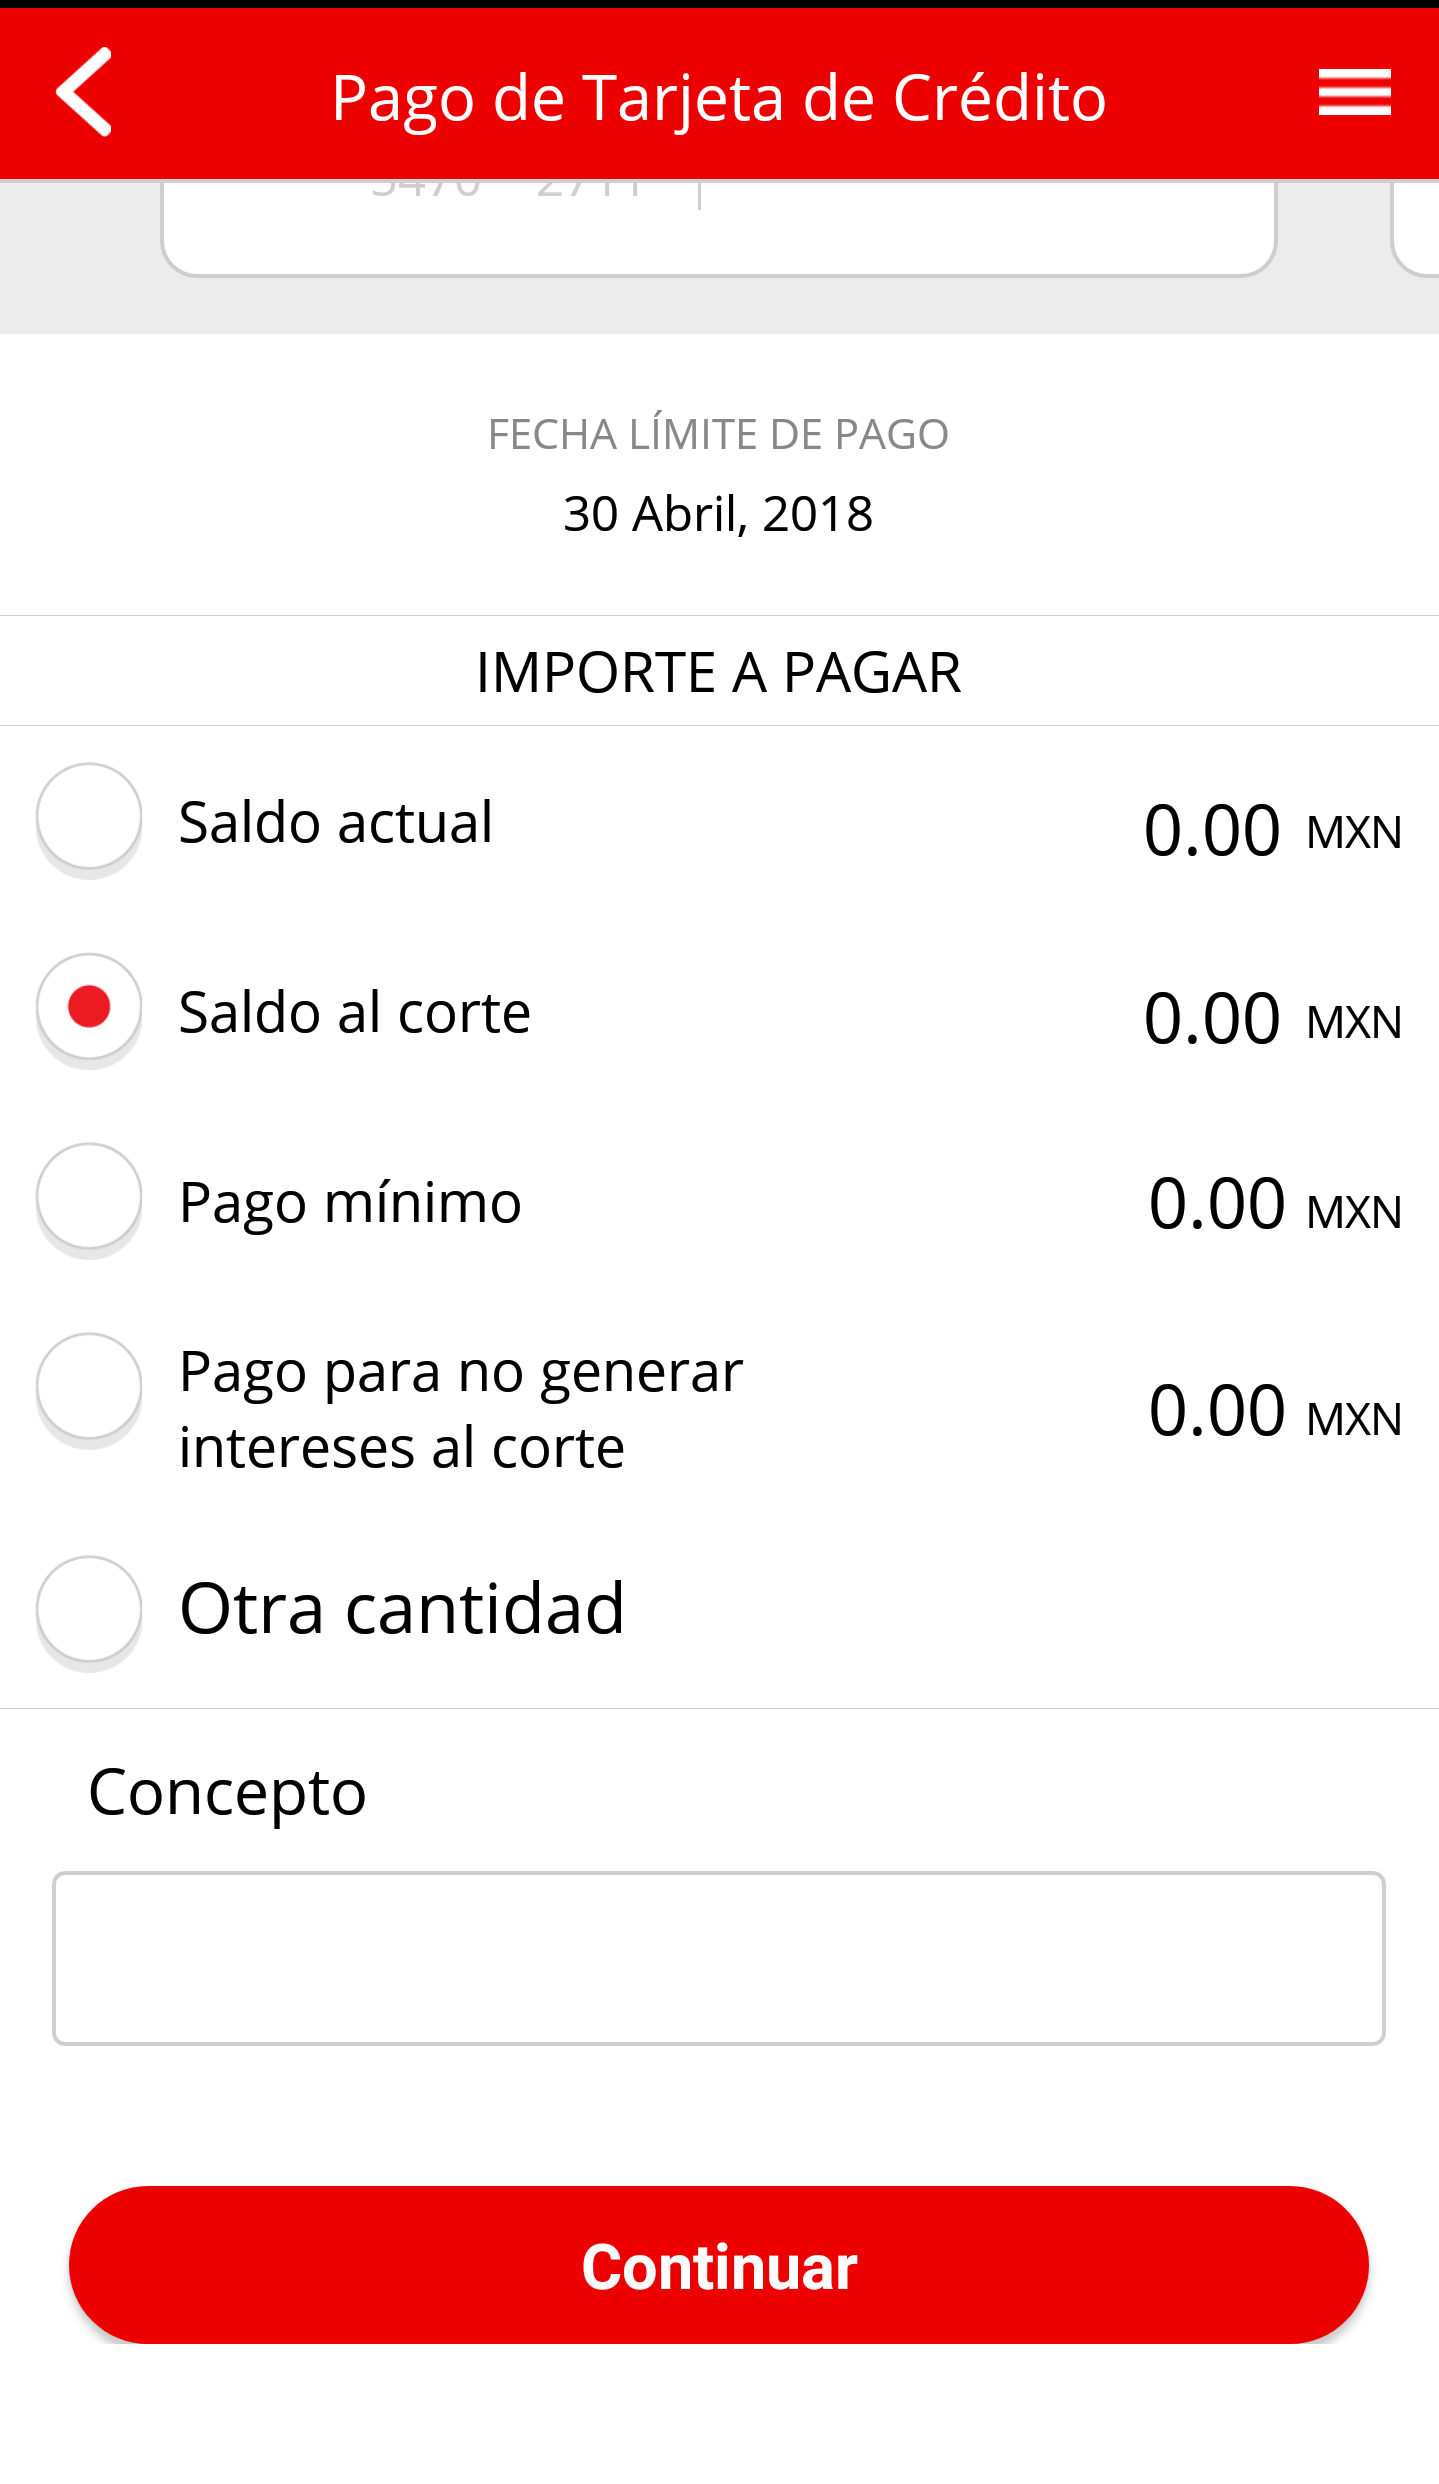 Pago de Tarjeta de Crédito
FECHA LÍMITE DE PAGO
30 Abril, 2018
IMPORTE A PAGAR
Saldo actual 0.00 MXN
Saldo al corte 0.00 MXN
Pago mínimo 0.00 MXN
Pago para no generar
intereses al corte 0.00 MXN
Otra cantidad
Concepto
Continuar